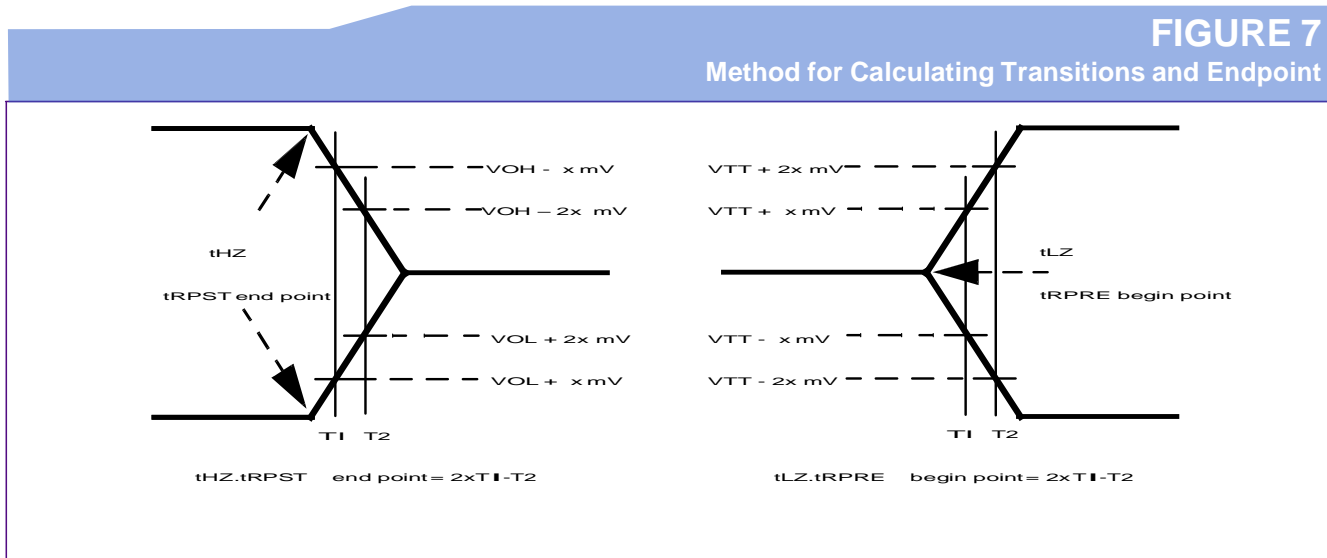 FIGURE 7
Method for Calculating Transitions and Endpoint
VOH - x mV
VOH – 2x mV
tHZ
tRPST end point
VOL + 2x mV
VOL + x mV
T1 T2
tHZ.tRPST end point = 2xT1-T2
VTT + 2x mV
VTT + x mV
tLZ
tRPRE begin point
VTT - x mV
VTT - 2x mV
T1 T2
tLZ.tRPRE begin point = 2xT1-T2